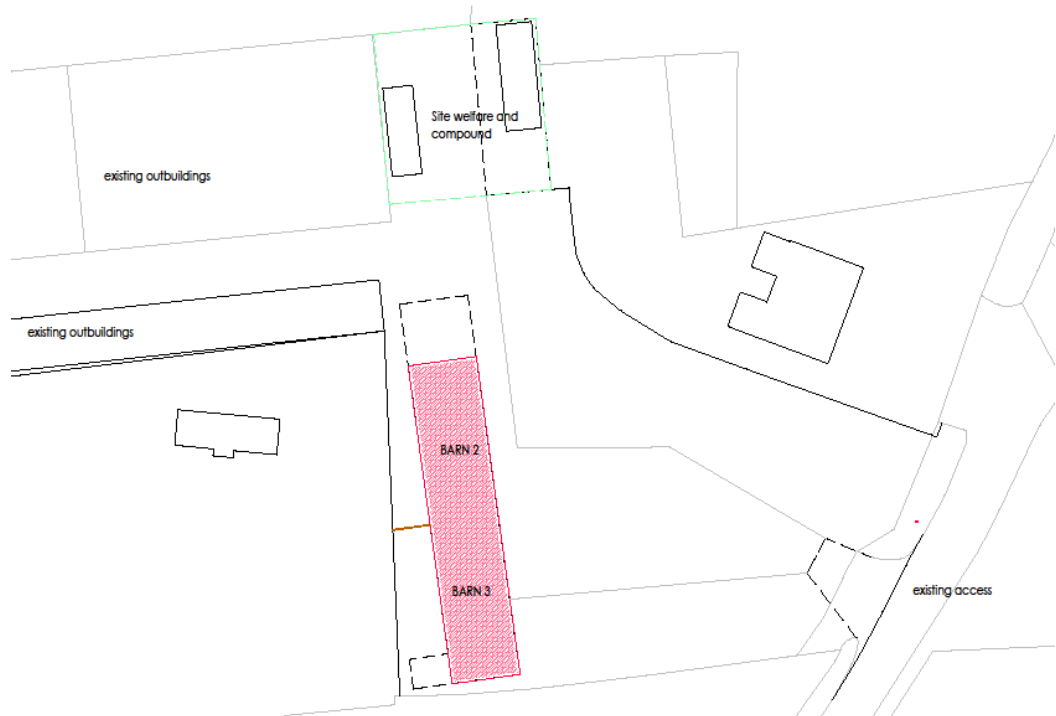 Site welfare and
compound
existing outbuildings
existing outbuildings
BARN 2
BARN 3
existing access